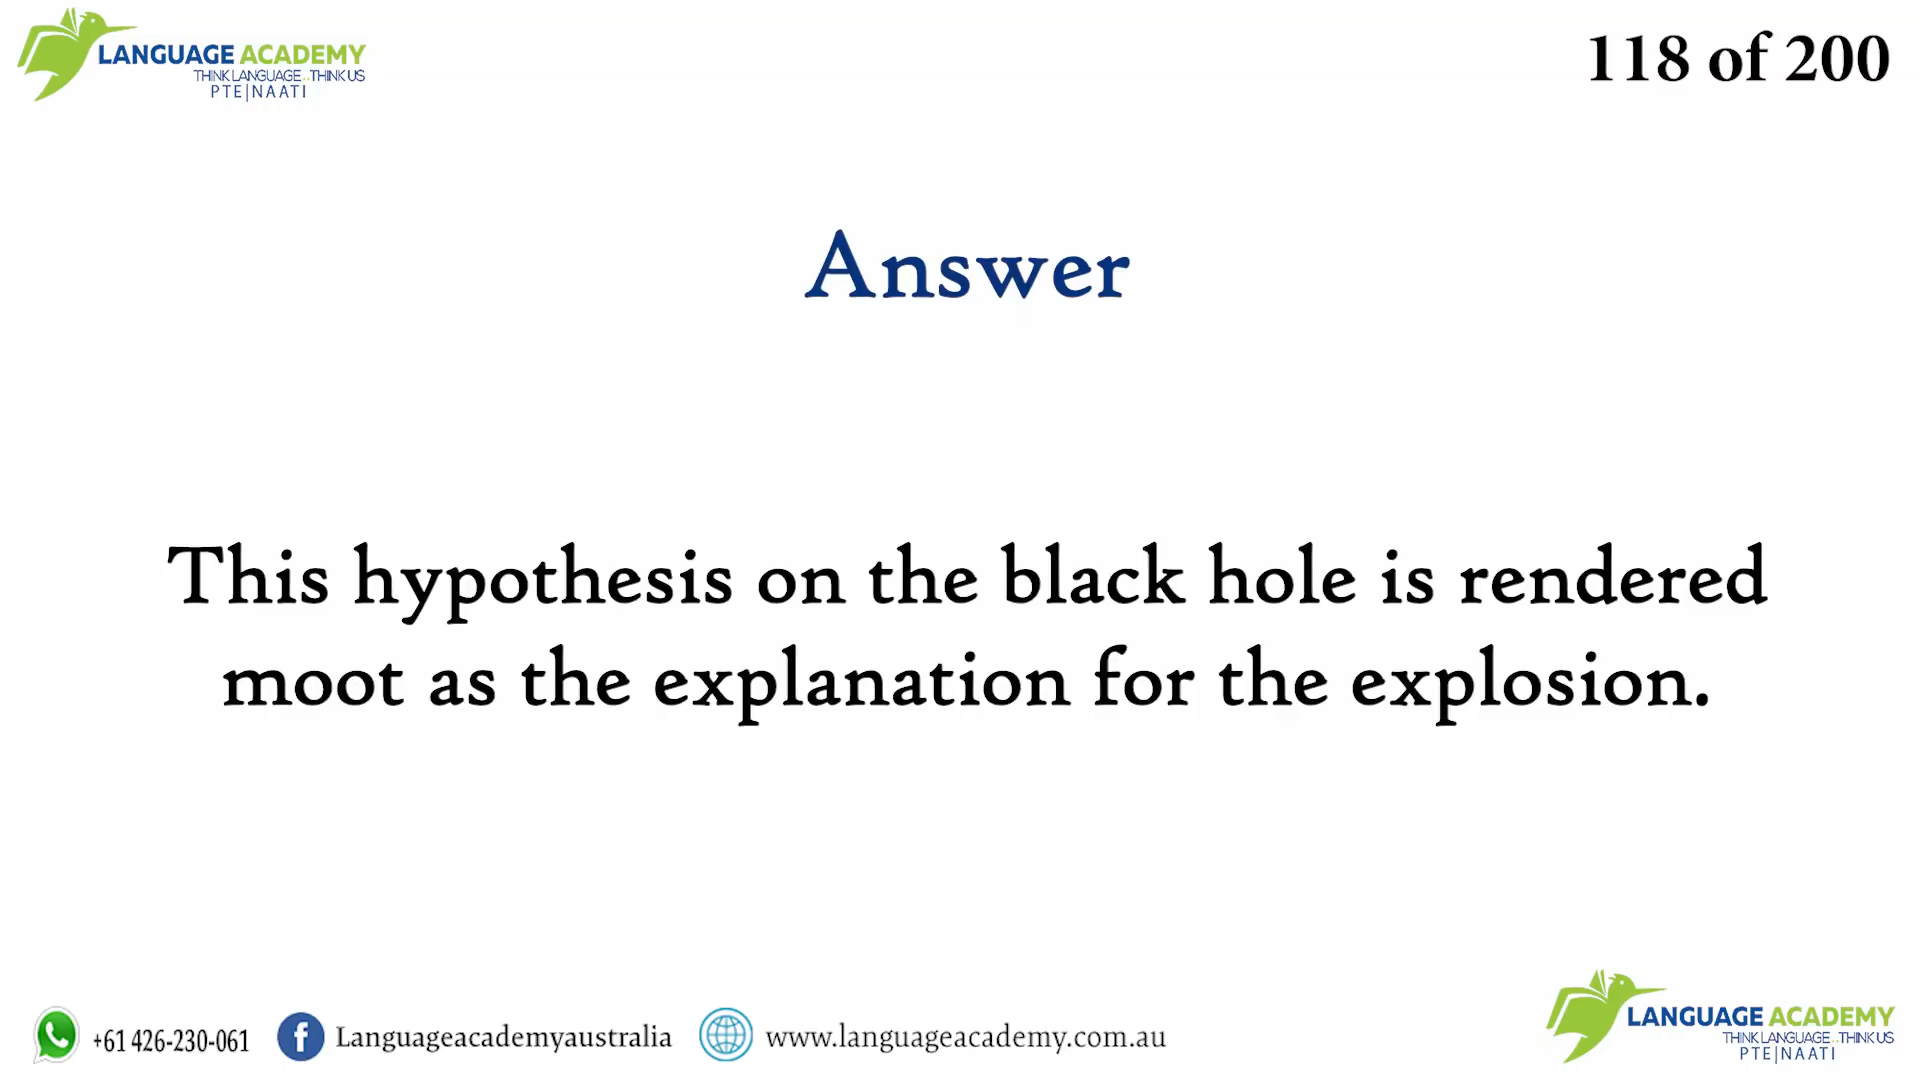 LANGUAGE ACADEMY
THINK LANGUAGE..THINK US
PTE|NAATI
118 of 200
Answer
This hypothesis on the black hole is rendered
moot as the explanation for the explosion.
+61 426-230-061
Languageacademyaustralia
www.languageacademy.com.au
LANGUAGE ACADEMY
THINK LANGUAGE..THINK US
PTE|NAATI